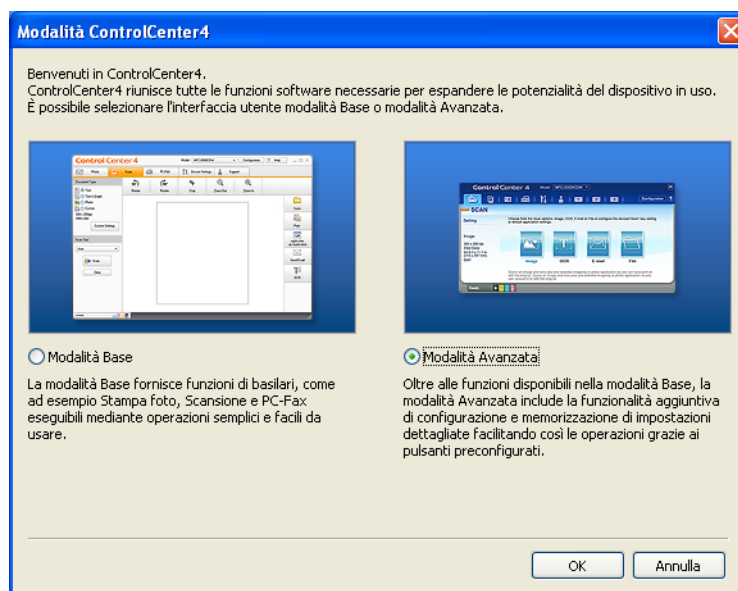 Modalità ControlCenter4
Benvenuti in ControlCenter4.
ControlCenter4 riunisce tutte le funzioni software necessarie per espandere le potenzialità del dispositivo in uso.
È possibile selezionare l'interfaccia utente modalità Base o modalità Avanzata.
Control Center 4
Control Center 4
SCAN
Image
OCR
E-mail
File
Modalità Base
La modalità Base fornisce funzioni di basilari, come
ad esempio Stampa foto, Scansione e PC-Fax
eseguibili mediante operazioni semplici e facili da
usare.
Modalità Avanzata
Oltre alle funzioni disponibili nella modalità Base, la
modalità Avanzata include la funzionalità aggiuntiva
di configurazione e memorizzazione di impostazioni
dettagliate facilitando così le operazioni grazie ai
pulsanti preconfigurati.
OK
Annulla